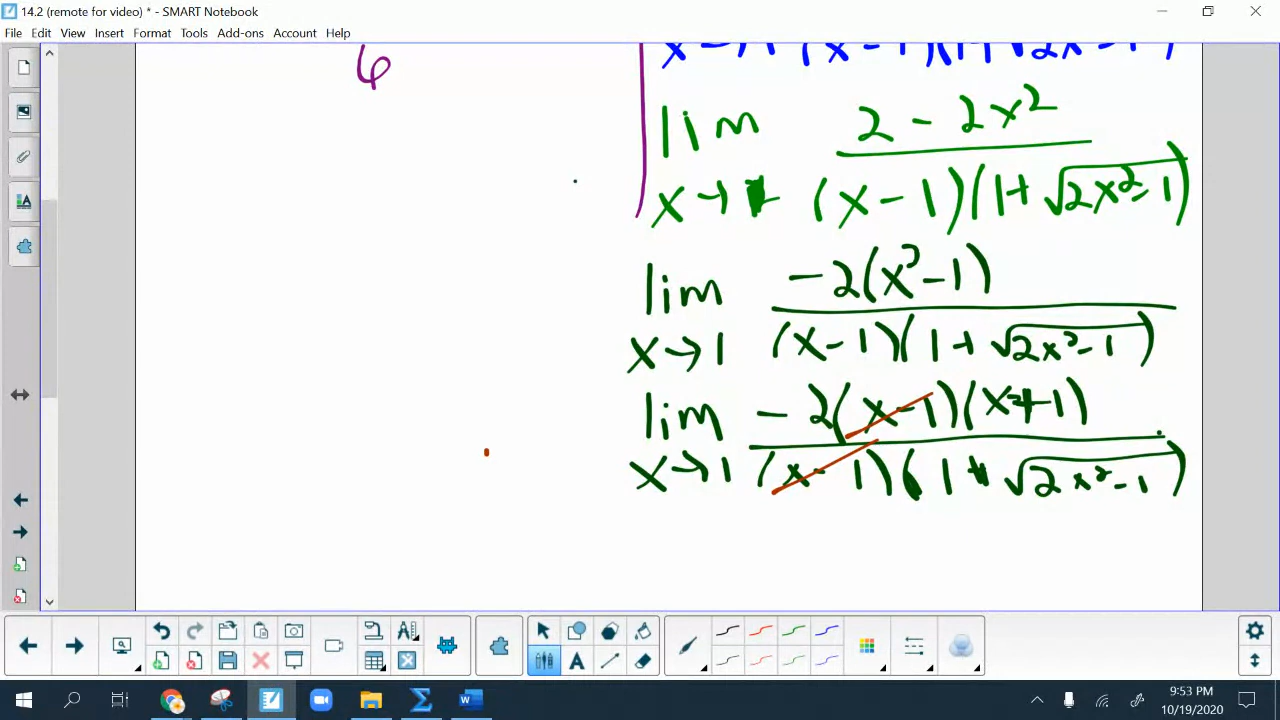 14.2 (remote for video) * - SMART Notebook
File Edit View Insert Format Tools Add-ons Account Help
6
lim 2 - 2x²
x→1 (x-1)(1+√2x²-1)
lim -2(x²-1)
x→1 (x-1)(1+√2x²-1)
lim -2(x-1)(x+1)
x→1 (x-1)(1+√2x²-1)
9:53 PM
10/19/2020